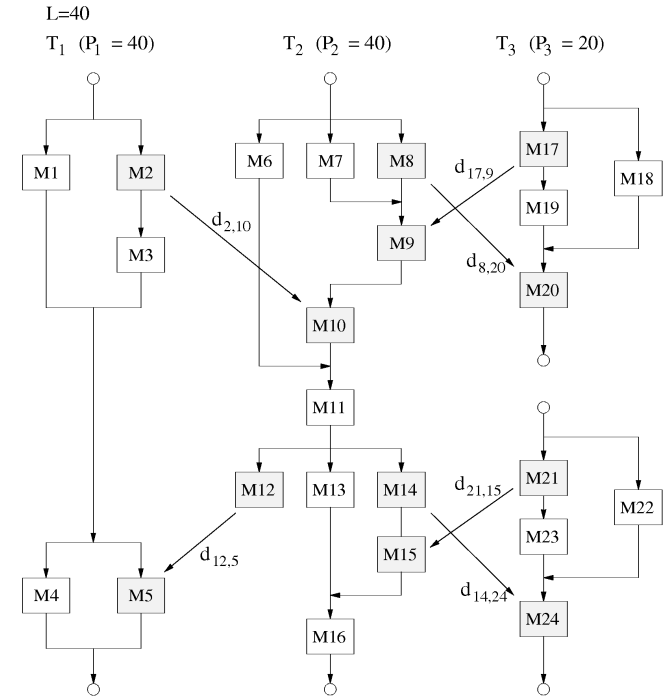 L=40
T1 (P1 = 40)
T2 (P2 = 40)
T3 (P3 = 20)
M1
M2
M6
M7
M8
M17
M18
d17,9
M3
d2,10
M9
M19
d8,20
M20
M10
M11
M12
M13
M14
d21,15
M21
M22
d12,5
M15
M23
M4
M5
d14,24
M24
M16